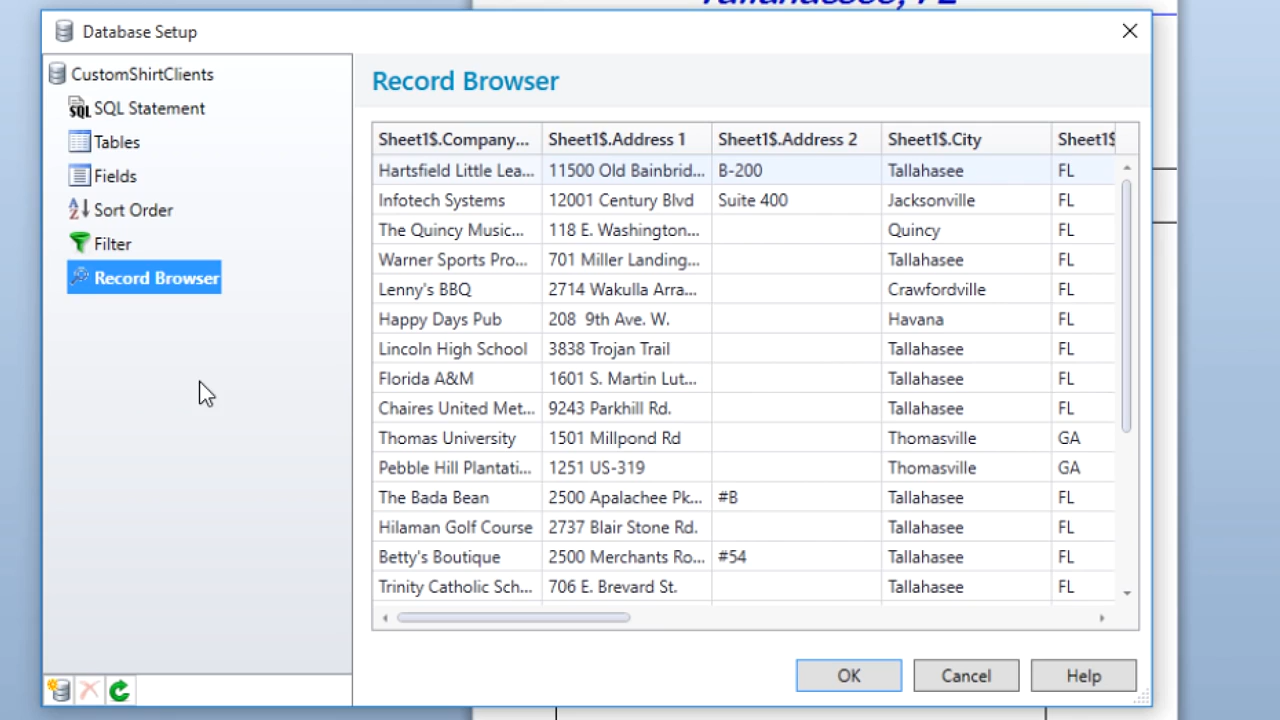 Tallahassee, FL
Database Setup
CustomShirtClients
SQL Statement
Tables
Fields
Sort Order
Filter
Record Browser
Record Browser
Sheet1$.Company... Sheet1$.Address 1 Sheet1$.Address 2 Sheet1$.City Sheet1$
Hartsfield Little Lea... 11500 Old Bainbrid... B-200 Tallahasee FL
Infotech Systems 12001 Century Blvd Suite 400 Jacksonville FL
The Quincy Music... 118 E. Washington... Quincy FL
Warner Sports Pro... 701 Miller Landing... Tallahasee FL
Lenny's BBQ 2714 Wakulla Arra... Crawfordville FL
Happy Days Pub 208 9th Ave. W. Havana FL
Lincoln High School 3838 Trojan Trail Tallahasee FL
Florida A&M 1601 S. Martin Lut... Tallahasee FL
Chaires United Met... 9243 Parkhill Rd. Tallahasee FL
Thomas University 1501 Millpond Rd Thomasville GA
Pebble Hill Plantati... 1251 US-319 Thomasville GA
The Bada Bean 2500 Apalachee Pk... #B Tallahasee FL
Hilaman Golf Course 2737 Blair Stone Rd. Tallahasee FL
Betty's Boutique 2500 Merchants Ro... #54 Tallahasee FL
Trinity Catholic Sch... 706 E. Brevard St. Tallahasee FL
OK Cancel Help